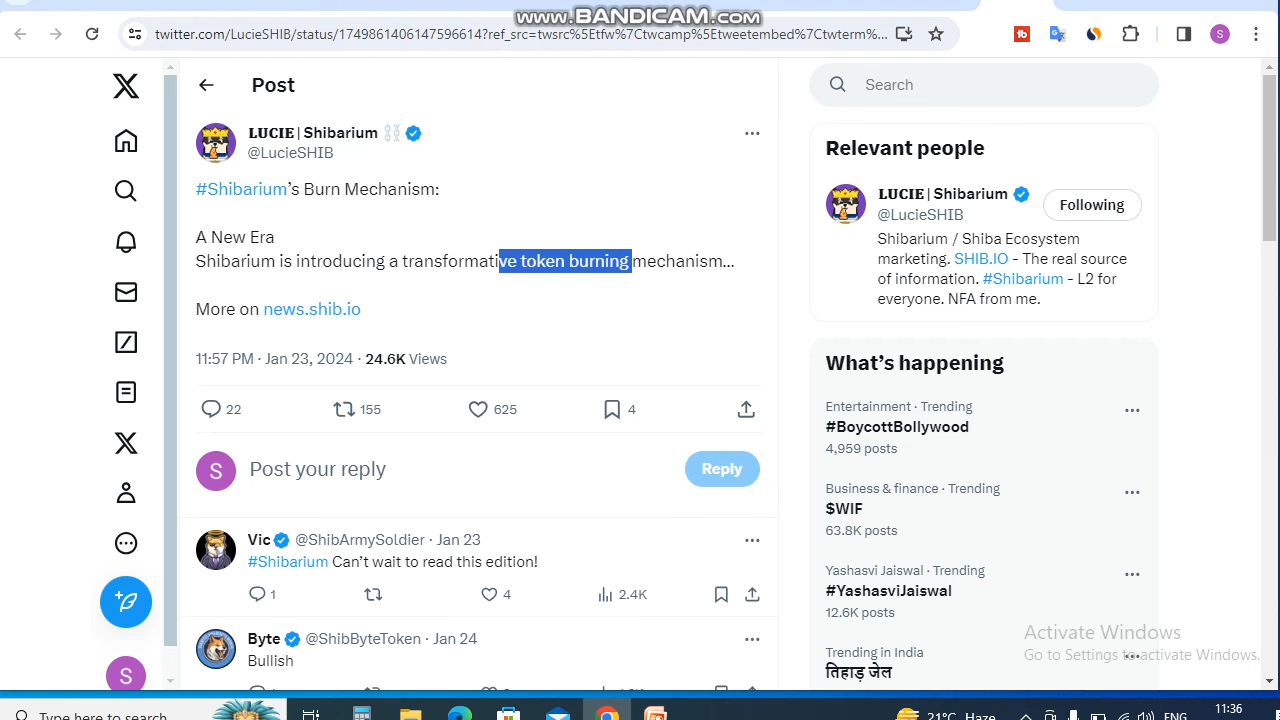 www.BANDICAM.com
twitter.com/LucieSHIB/status/1749861406147596614?ref_src=twsrc%5Etfw%7Ctwcamp%5Etweetembed%7Ctwterm%...
S
Post
Search
LUCIE | Shibarium ⛓
@LucieSHIB
#Shibarium’s Burn Mechanism:
A New Era
Shibarium is introducing a transformative token burning mechanism...
More on news.shib.io
11:57 PM · Jan 23, 2024 · 24.6K Views
22 155 625 4
S Post your reply Reply
Vic @ShibArmySoldier · Jan 23
#Shibarium Can’t wait to read this edition!
1 4 2.4K
Byte @ShibByteToken · Jan 24
Bullish
Relevant people
LUCIE | Shibarium
@LucieSHIB
Following
Shibarium / Shiba Ecosystem
marketing. SHIB.IO - The real source
of information. #Shibarium - L2 for
everyone. NFA from me.
What’s happening
Entertainment · Trending
#BoycottBollywood
4,959 posts
Business & finance · Trending
$WIF
63.8K posts
Yashasvi Jaiswal · Trending
#YashasviJaiswal
12.6K posts
Trending in India
तिहाड़ जेल
Activate Windows
Go to Settings to activate Windows.
S
Type here to search
21°C Haze
ENG
11:36